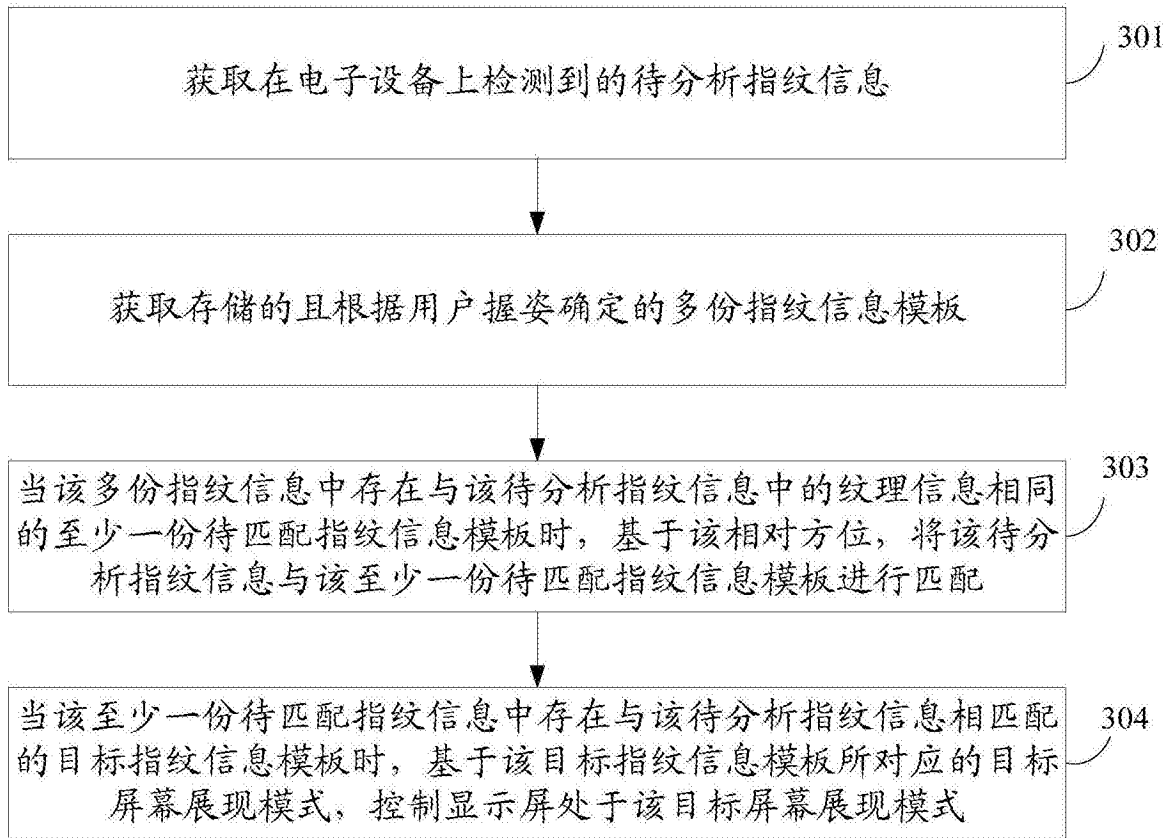 获取在电子设备上检测到的待分析指纹信息
301
获取存储的且根据用户握姿确定的多份指纹信息模板
302
当该多份指纹信息中存在与该待分析指纹信息中的纹理信息相同
的至少一份待匹配指纹信息模板时，基于该相对方位，将该待分
析指纹信息与该至少一份待匹配指纹信息模板进行匹配
303
当该至少一份待匹配指纹信息中存在与该待分析指纹信息相匹配
的目标指纹信息模板时，基于该目标指纹信息模板所对应的目标
屏幕展现模式，控制显示屏处于该目标屏幕展现模式
304